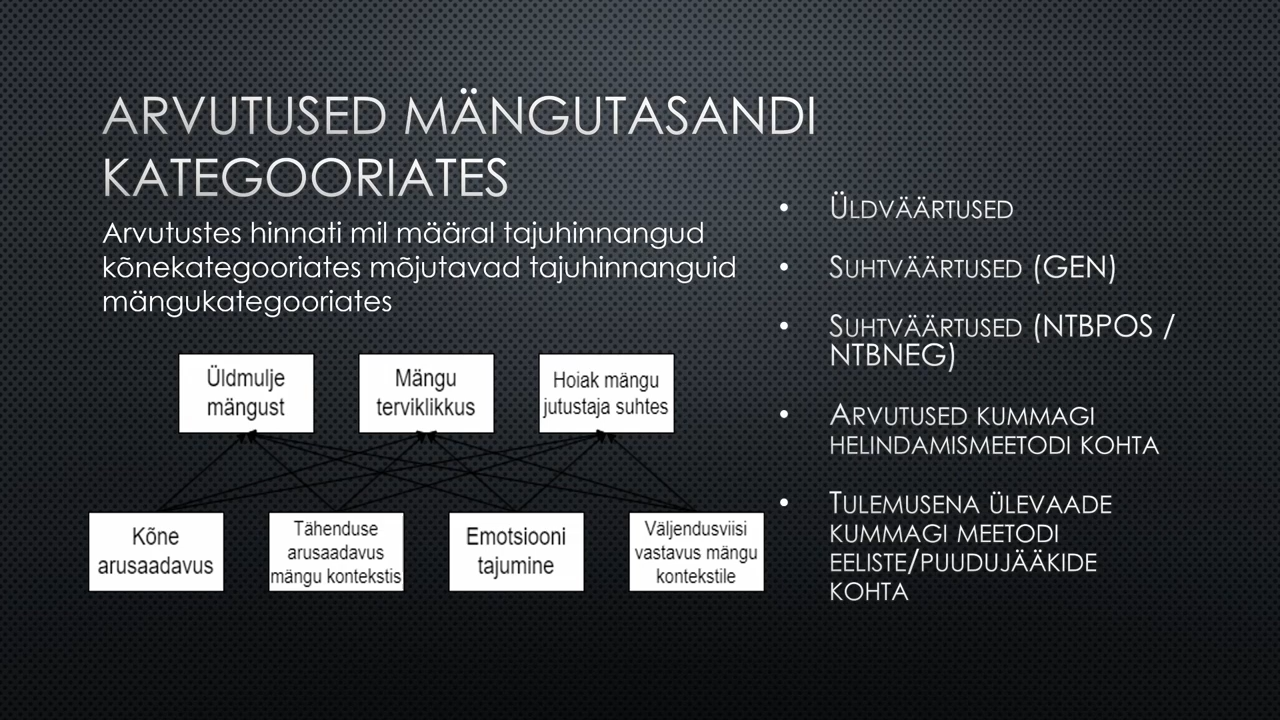 ARVUTUSED MÄNGUTASANDI
KATEGOORIATES
Arvutustes hinnati mil määral tajuhinnangud
kõnekategooriates mõjutavad tajuhinnanguid
mängukategooriates
Üldmulje
mängust
Mängu
terviklikkus
Hoiak mängu
jutustaja suhtes
Kõne
arusaadavus
Tähenduse
arusaadavus
mängu kontekstis
Emotsiooni
tajumine
Väljendusviisi
vastavus mängu
kontekstile
• ÜLDVÄÄRTUSED
• SUHTVÄÄRTUSED (GEN)
• SUHTVÄÄRTUSED (NTBPOS /
NTBNEG)
• ARVUTUSED KUMMAGI
HELINDAMISMEETODI KOHTA
• TULEMUSENA ÜLEVAADE
KUMMAGI MEETODI
EELISTE/PUUDUJÄÄKIDE
KOHTA